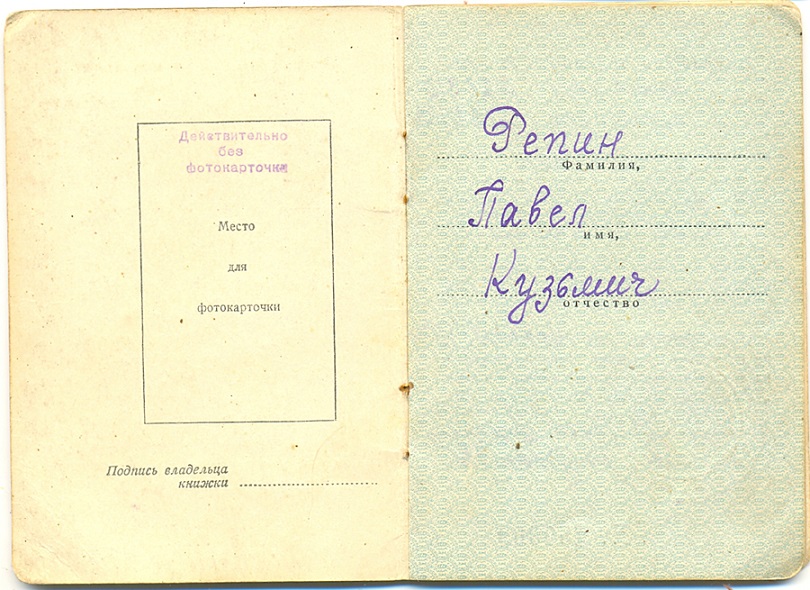 Действительно
без
фотокарточки
Место
для
фотокарточки
Подпись владельца
книжки
Репин
Фамилия,
Павел
имя,
Кузьмич
отчество